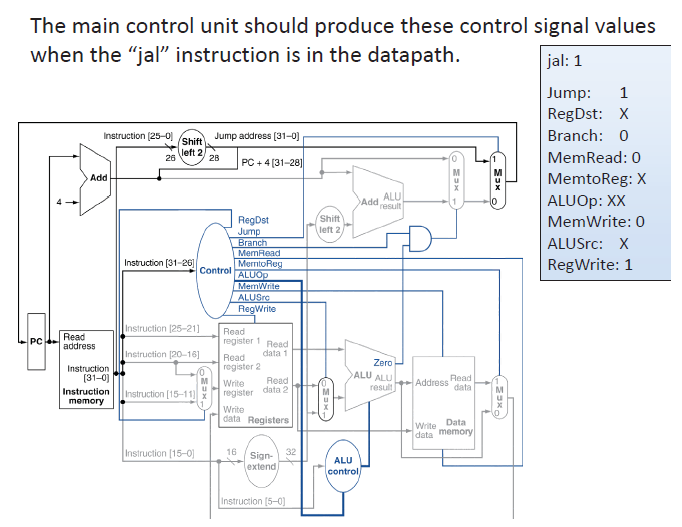 The main control unit should produce these control signal values
when the “jal” instruction is in the datapath.
jal: 1
Jump: 1
RegDst: X
Branch: 0
MemRead: 0
MemtoReg: X
ALUOp: XX
MemWrite: 0
ALUSrc: X
RegWrite: 1
Instruction [25–0]
Shift
left 2
Jump address [31–0]
26
28
PC + 4 [31–28]
Add
4
0
M
u
x
1
1
M
u
x
0
Add
ALU
result
Shift
left 2
RegDst
Jump
Branch
MemRead
MemtoReg
ALUOp
MemWrite
ALUSrc
RegWrite
Instruction [31–26]
Control
PC
Read
address
Instruction
[31–0]
Instruction
memory
Instruction [25–21]
Instruction [20–16]
Instruction [15–11]
0
M
u
x
1
Read
register 1
Read
data 1
Read
register 2
Write
register
Read
data 2
Write
data
Registers
0
M
u
x
1
Zero
ALU
ALU
result
Address
Read
data
Write
data
Data
memory
1
M
u
x
0
Instruction [15–0]
16
Sign-
extend
32
ALU
control
Instruction [5–0]